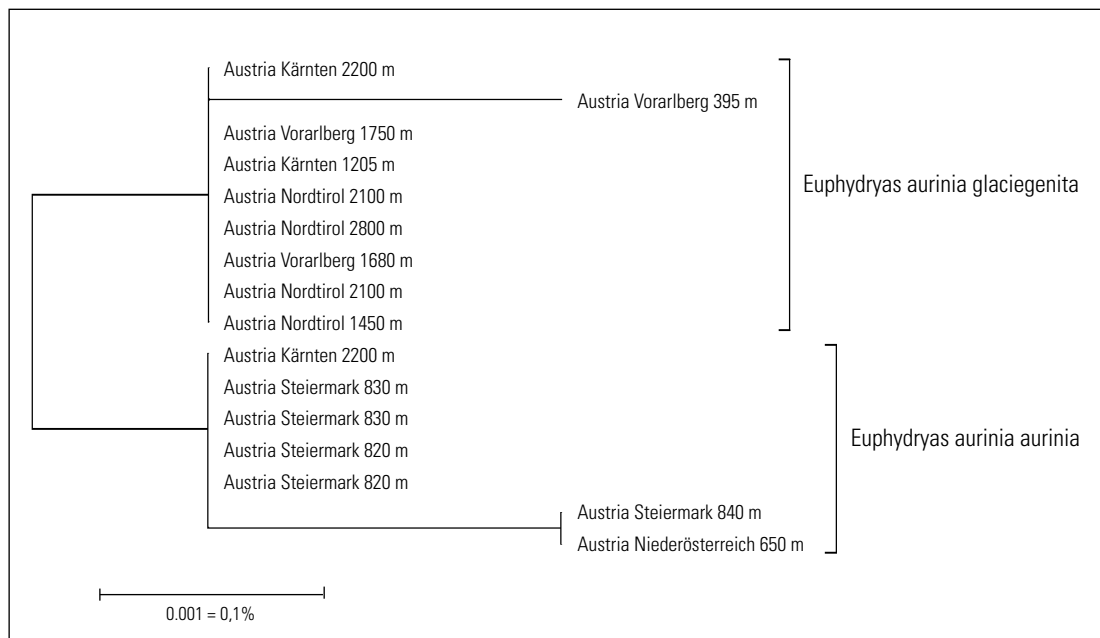 Austria Kärnten 2200 m
Austria Vorarlberg 395 m
Austria Vorarlberg 1750 m
Austria Kärnten 1205 m
Austria Nordtirol 2100 m
Austria Nordtirol 2800 m
Austria Vorarlberg 1680 m
Austria Nordtirol 2100 m
Austria Nordtirol 1450 m
Euphydryas aurinia glaciegenita
Austria Kärnten 2200 m
Austria Steiermark 830 m
Austria Steiermark 830 m
Austria Steiermark 820 m
Austria Steiermark 820 m
Austria Steiermark 840 m
Austria Niederösterreich 650 m
Euphydryas aurinia aurinia
0.001 = 0,1%